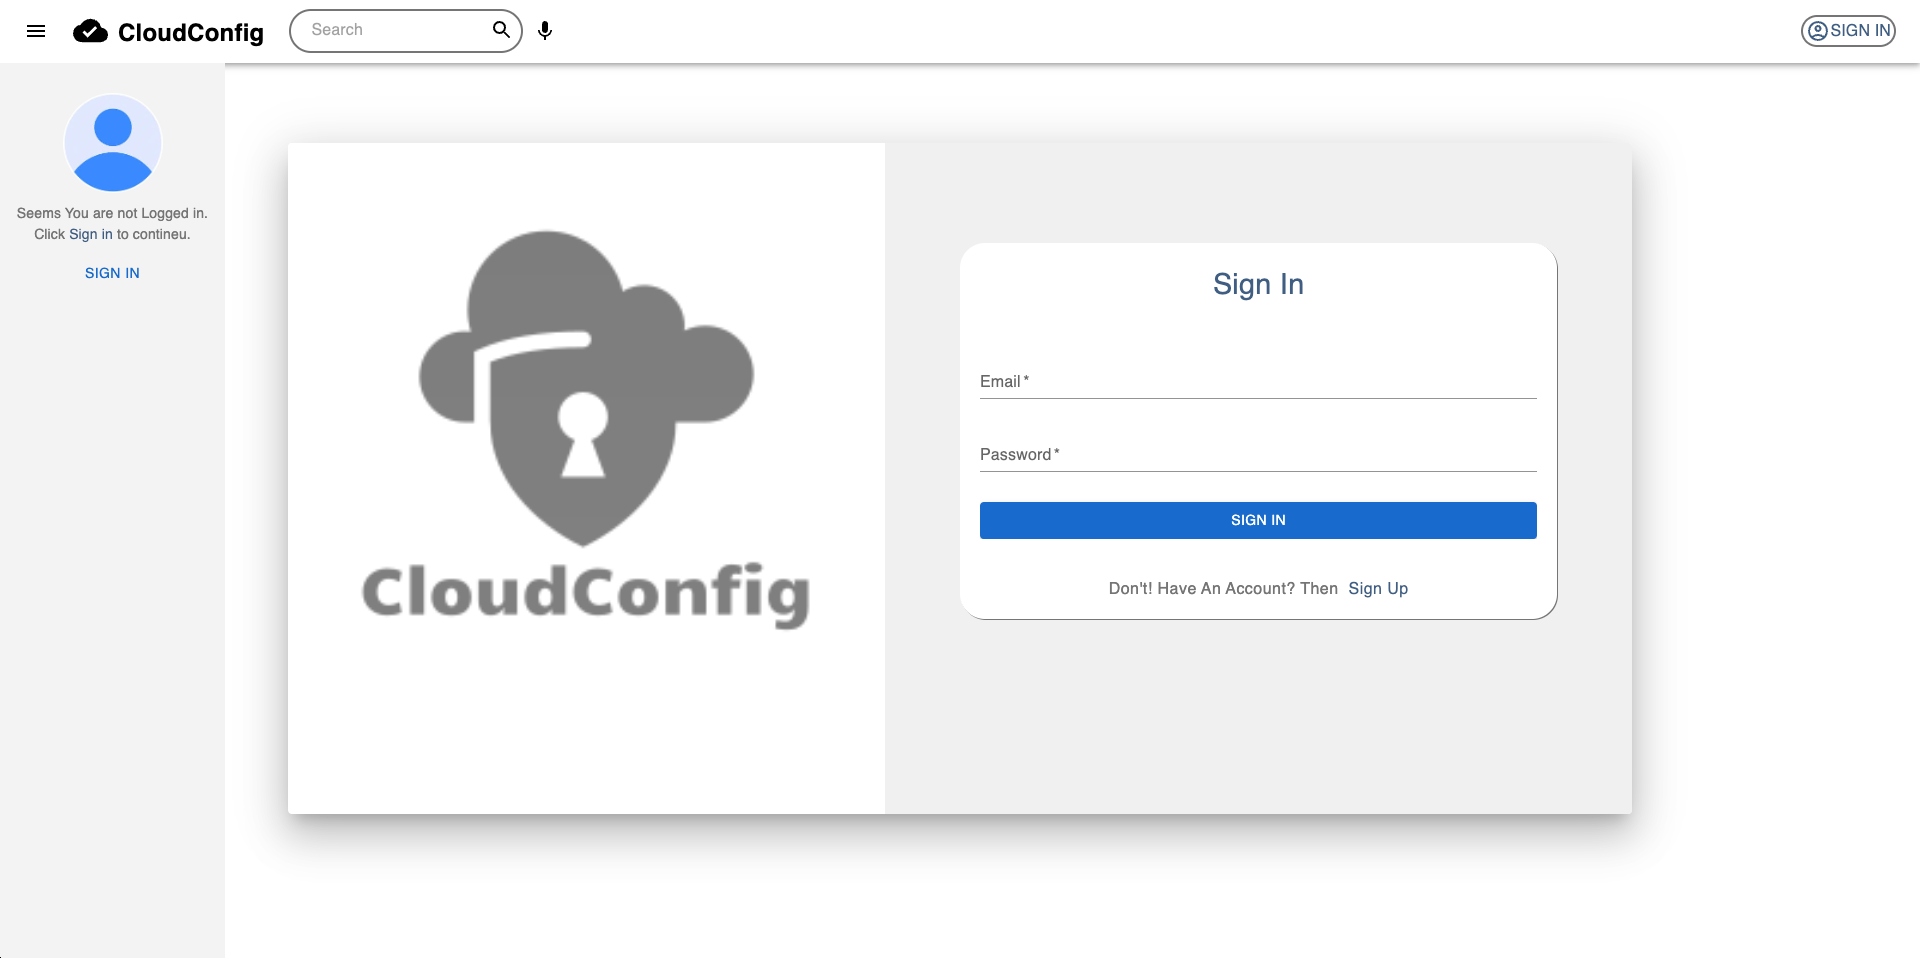 CloudConfig
Search
SIGN IN
Seems You are not Logged in.
Click Sign in to contineu.
SIGN IN
CloudConfig
Sign In
Email *
Password *
SIGN IN
Don't! Have An Account? Then Sign Up